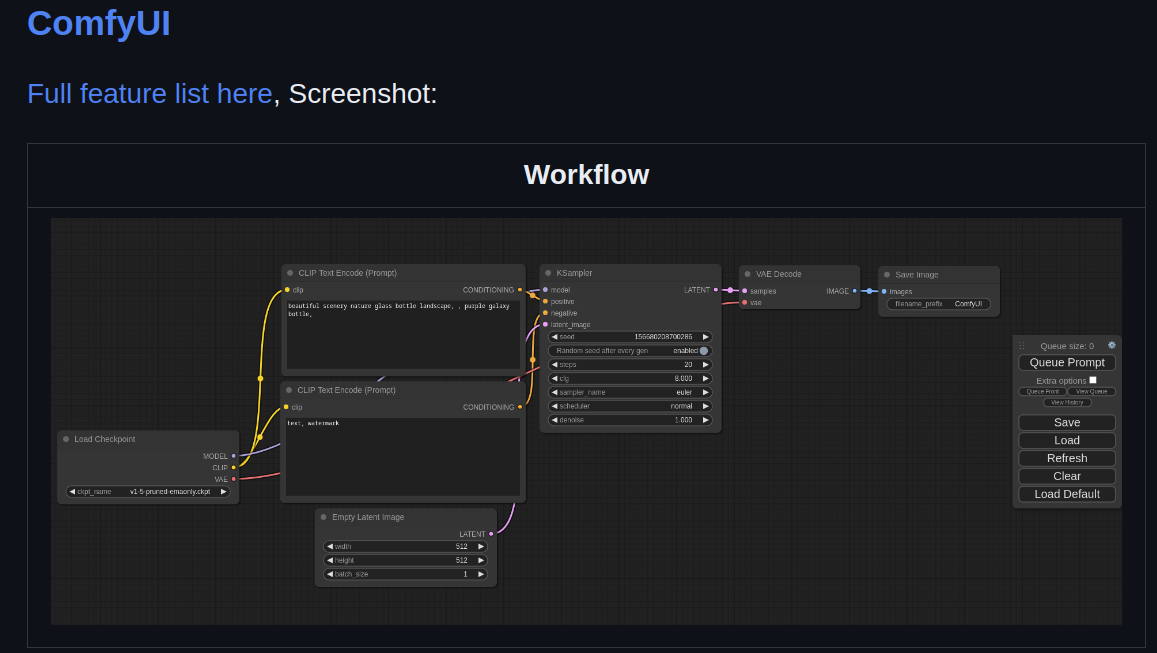 ComfyUI
Full feature list here, Screenshot:
Workflow
CLIP Text Encode (Prompt)
clip
CONDITIONING
beautiful scenery nature glass bottle landscape, , purple galaxy
bottle,
CLIP Text Encode (Prompt)
clip
CONDITIONING
text, watermark
Load Checkpoint
MODEL
CLIP
VAE
ckpt_name v1-5-pruned-emaonly.ckpt
Empty Latent Image
LATENT
width 512
height 512
batch_size 1
KSampler
model LATENT
positive
negative
latent_image
seed 156680208700286
Random seed after every gen enabled
steps 20
cfg 8.000
sampler_name euler
scheduler normal
denoise 1.000
VAE Decode
samples IMAGE
vae
Save Image
images
filename_prefix ComfyUI
Queue size: 0
Queue Prompt
Extra options
Queue Front View Queue
View History
Save
Load
Refresh
Clear
Load Default